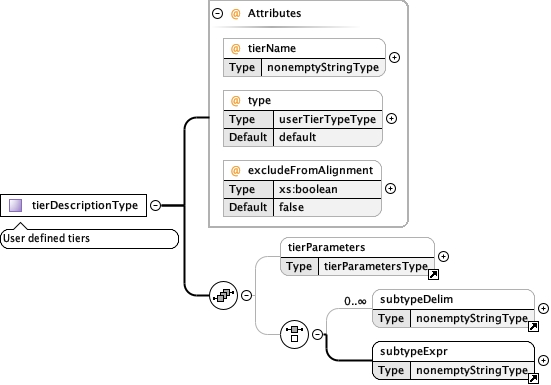 @ Attributes
@ tierName
Type nonemptyStringType
@ type
Type userTierTypeType
Default default
@ excludeFromAlignment
Type xs:boolean
Default false
tierDescriptionType
User defined tiers
tierParameters
Type tierParametersType
0..∞
subtypeDelim
Type nonemptyStringType
subtypeExpr
Type nonemptyStringType